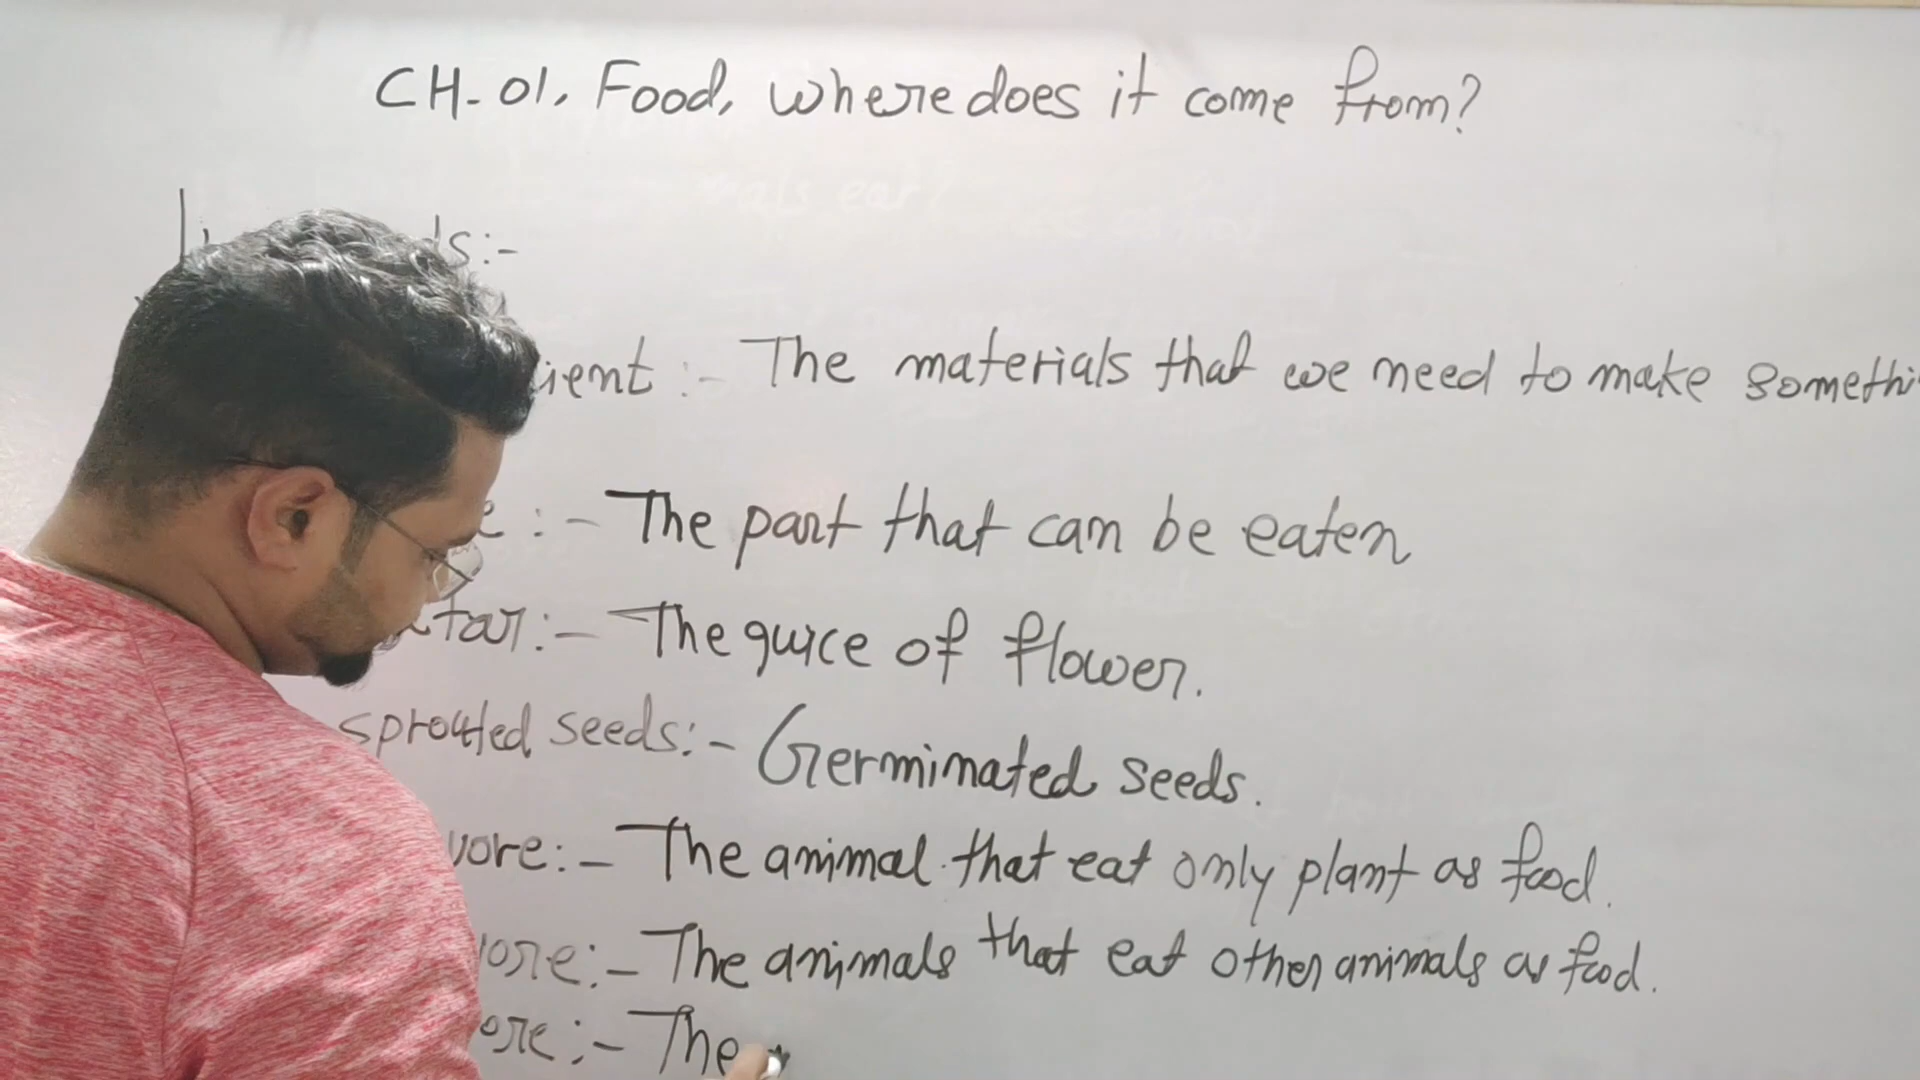 CH-01. Food, where does it come from?
ds:-
ient :- The materials that we need to make somethi
e :- The part that can be eaten
tar:- The quice of flower.
sprouted seeds:- Germinated seeds.
vore:- The animal that eat only plant as food.
vore:- The animals that eat other animals as food.
ore:- The